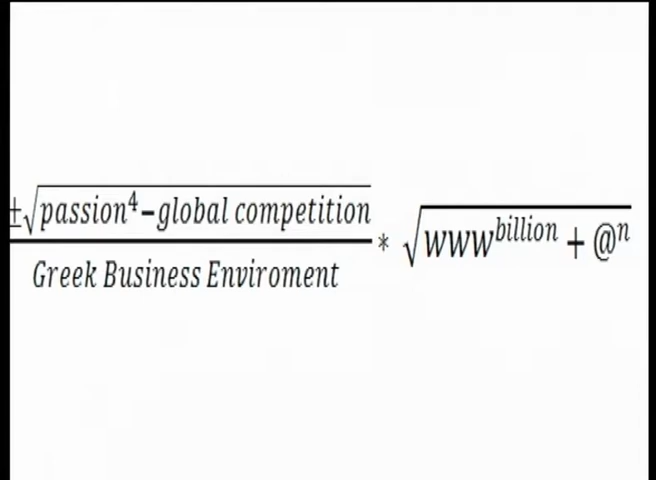 ±√passion⁴−global competition
Greek Business Enviroment
* √www^billion + @ⁿ